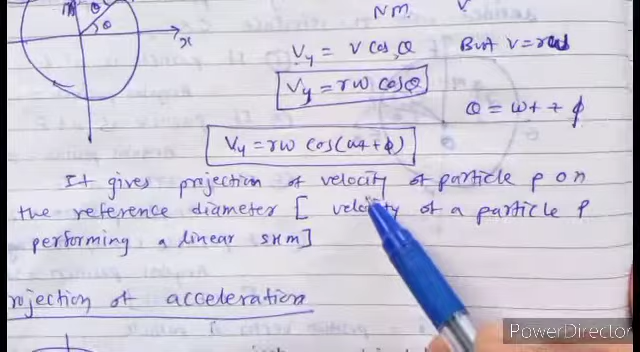 M θ
θ
x
NM.
V
Vy = V cos θ
But V = rω
Vy = rω cos θ
θ = ωt + φ
Vy = rω cos(ωt + φ)
It gives projection of velocity of particle p on
the reference diameter [ velocity of a particle P
performing a linear SHM]
rojection of acceleration
PowerDirector